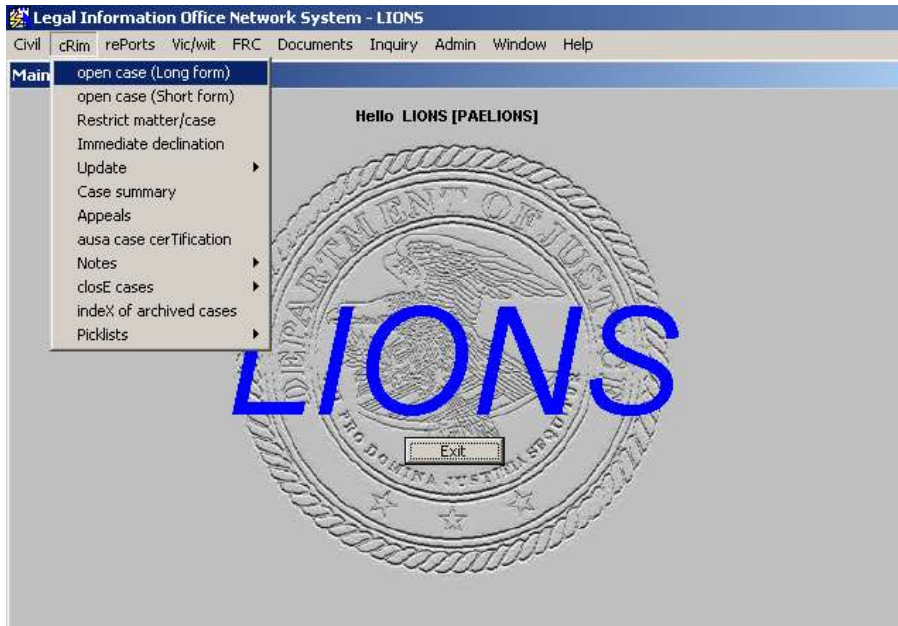 Legal Information Office Network System - LIONS
Civil cRim rePorts Vic/wit FRC Documents Inquiry Admin Window Help
Main
open case (Long form)
open case (Short form)
Restrict matter/case
Immediate declination
Update
Case summary
Appeals
ausa case cerTification
Notes
closE cases
indeX of archived cases
Picklists
Hello LIONS [PAELIONS]
DEPARTMENT OF JUSTICE
LIONS
PRO DOMINA JUSTITIA SEQUITUR
Exit